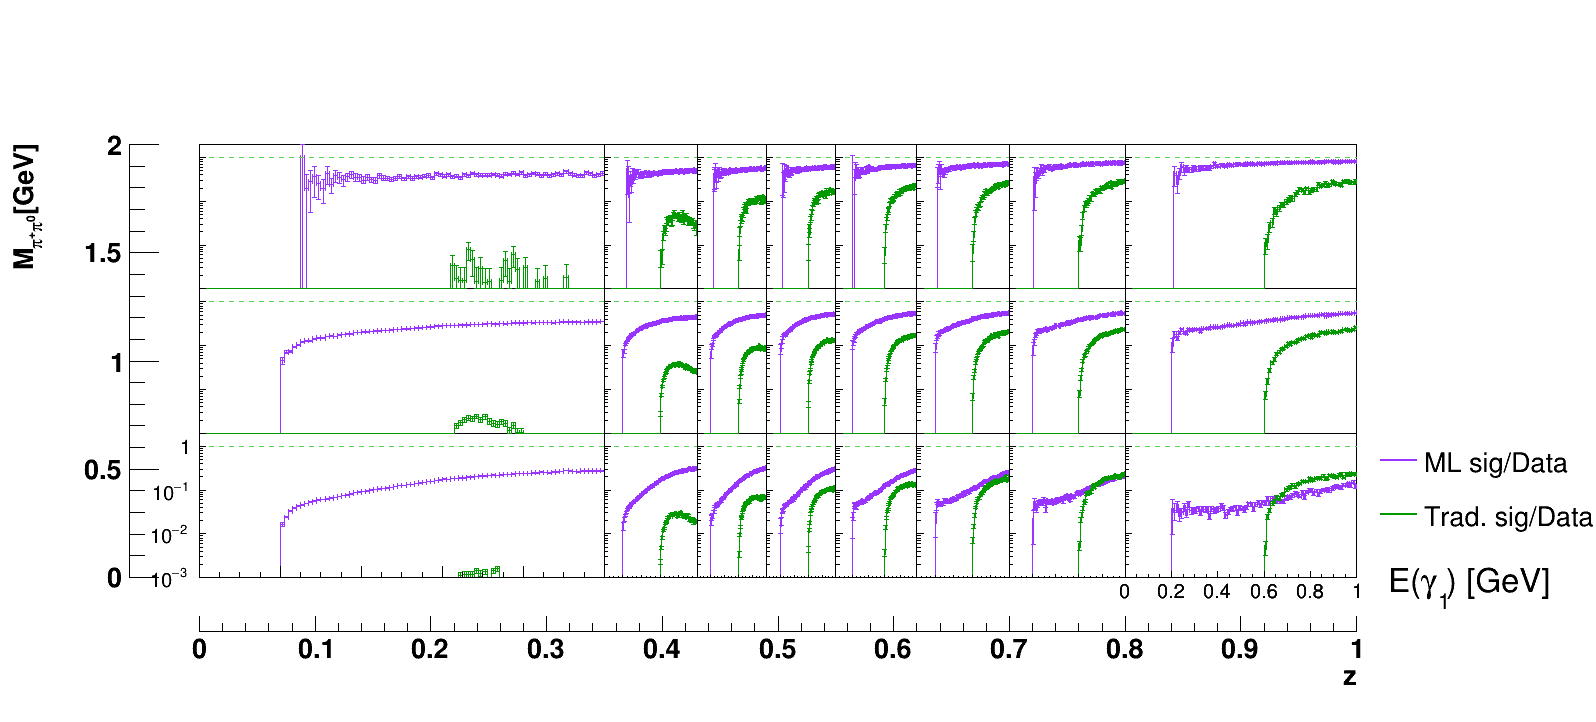 M_{π⁺π⁰}[GeV]
2
1.5
1
0.5
0
1
10⁻¹
10⁻²
10⁻³
ML sig/Data
Trad. sig/Data
E(γ₁) [GeV]
0 0.2 0.4 0.6 0.8 1
0 0.1 0.2 0.3 0.4 0.5 0.6 0.7 0.8 0.9 1
z